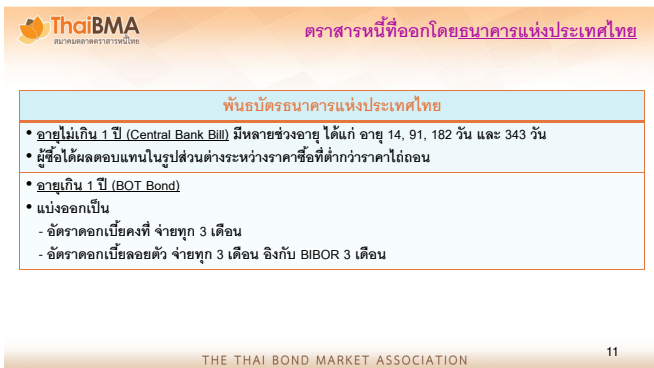 ThaiBMA
สมาคมตลาดตราสารหนี้ไทย
ตราสารหนี้ที่ออกโดยธนาคารแห่งประเทศไทย
พันธบัตรธนาคารแห่งประเทศไทย
• อายุไม่เกิน 1 ปี (Central Bank Bill) มีหลายช่วงอายุ ได้แก่ อายุ 14, 91, 182 วัน และ 343 วัน
• ผู้ซื้อได้ผลตอบแทนในรูปส่วนต่างระหว่างราคาซื้อที่ต่ำกว่าราคาไถ่ถอน
• อายุเกิน 1 ปี (BOT Bond)
• แบ่งออกเป็น
- อัตราดอกเบี้ยคงที่ จ่ายทุก 3 เดือน
- อัตราดอกเบี้ยลอยตัว จ่ายทุก 3 เดือน อิงกับ BIBOR 3 เดือน
11
THE THAI BOND MARKET ASSOCIATION